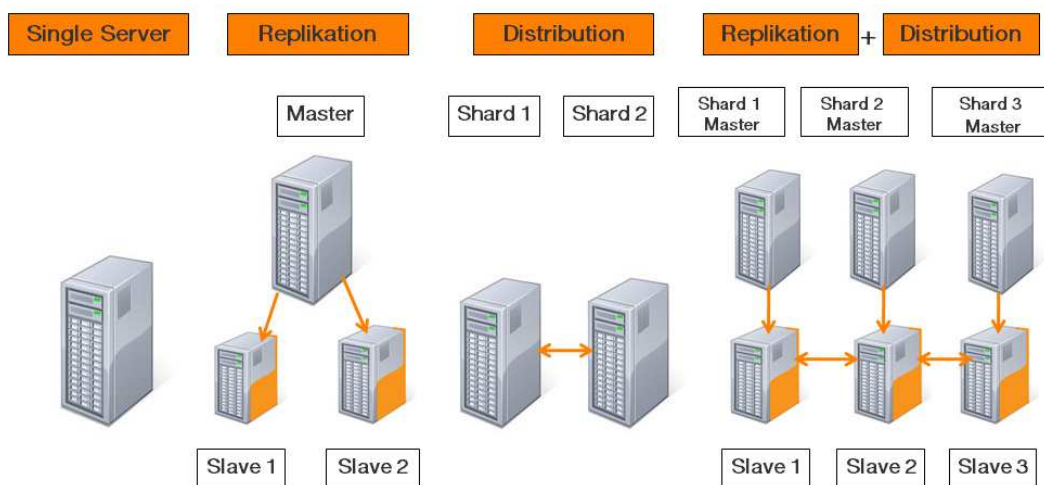 Single Server
Replikation
Distribution
Replikation + Distribution
Master
Shard 1
Shard 2
Shard 1
Master
Shard 2
Master
Shard 3
Master
Slave 1
Slave 2
Slave 1
Slave 2
Slave 3